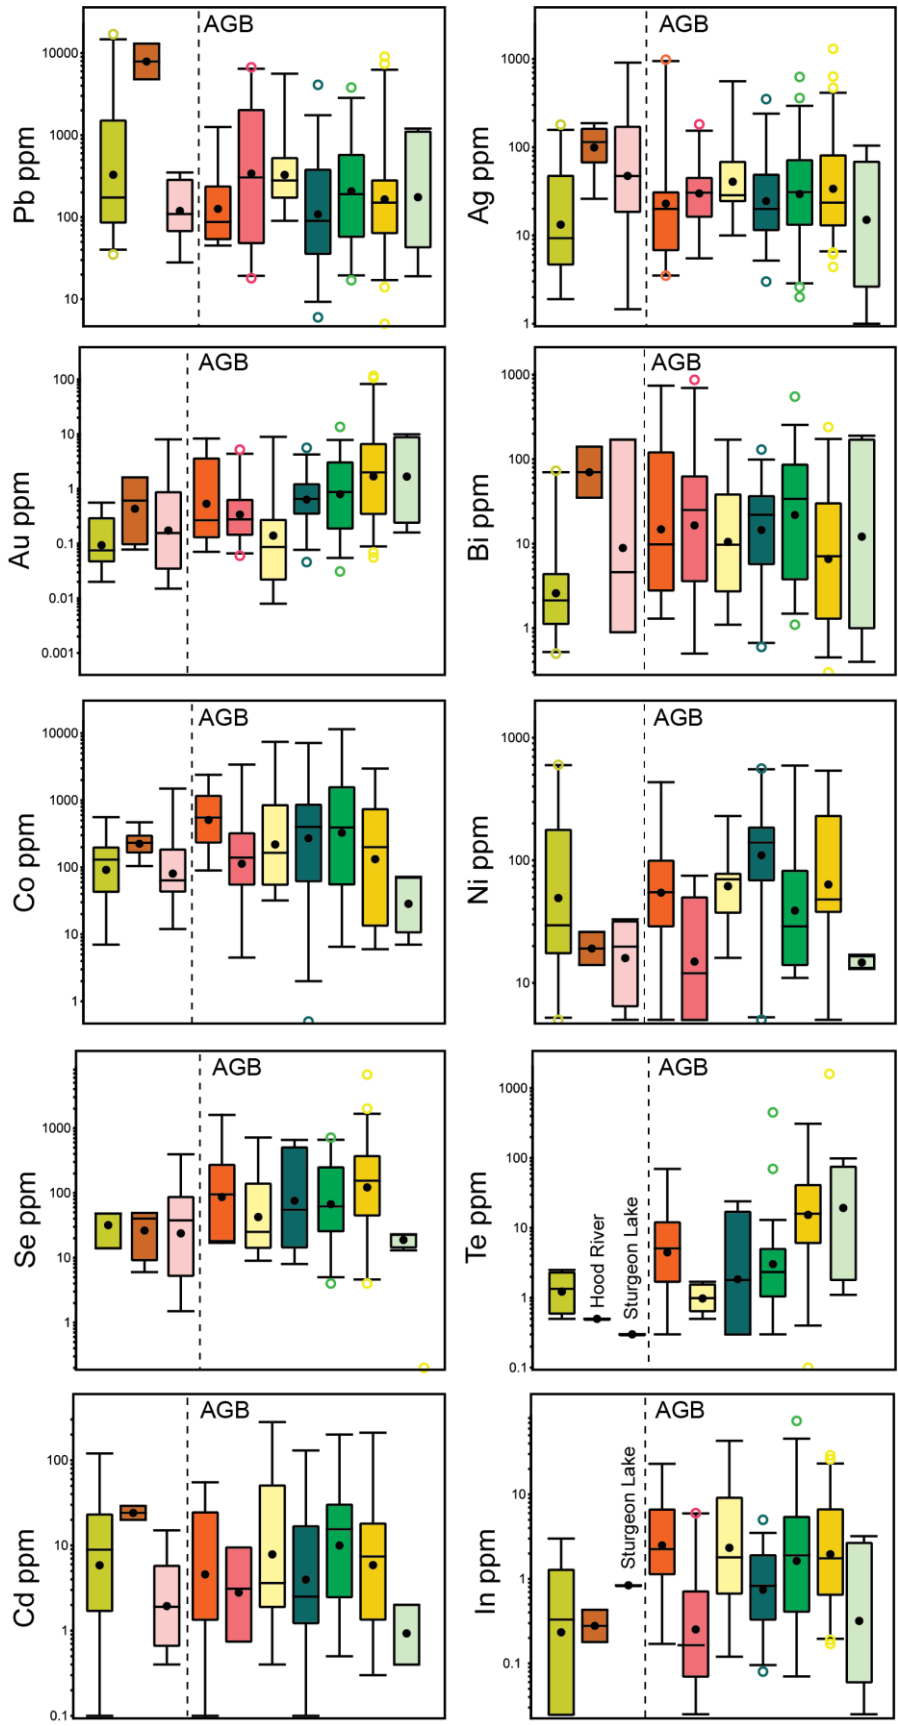 AGB
Pb ppm
10000
1000
100
10
AGB
Ag ppm
1000
100
10
1
AGB
Au ppm
100
10
1
0.1
0.01
0.001
AGB
Bi ppm
1000
100
10
1
AGB
Co ppm
10000
1000
100
10
1
AGB
Ni ppm
1000
100
10
AGB
Se ppm
1000
100
10
1
AGB
Te ppm
1000
100
10
1
0.1
Hood River
Sturgeon Lake
AGB
Cd ppm
100
10
1
0.1
AGB
In ppm
10
1
0.1
Sturgeon Lake